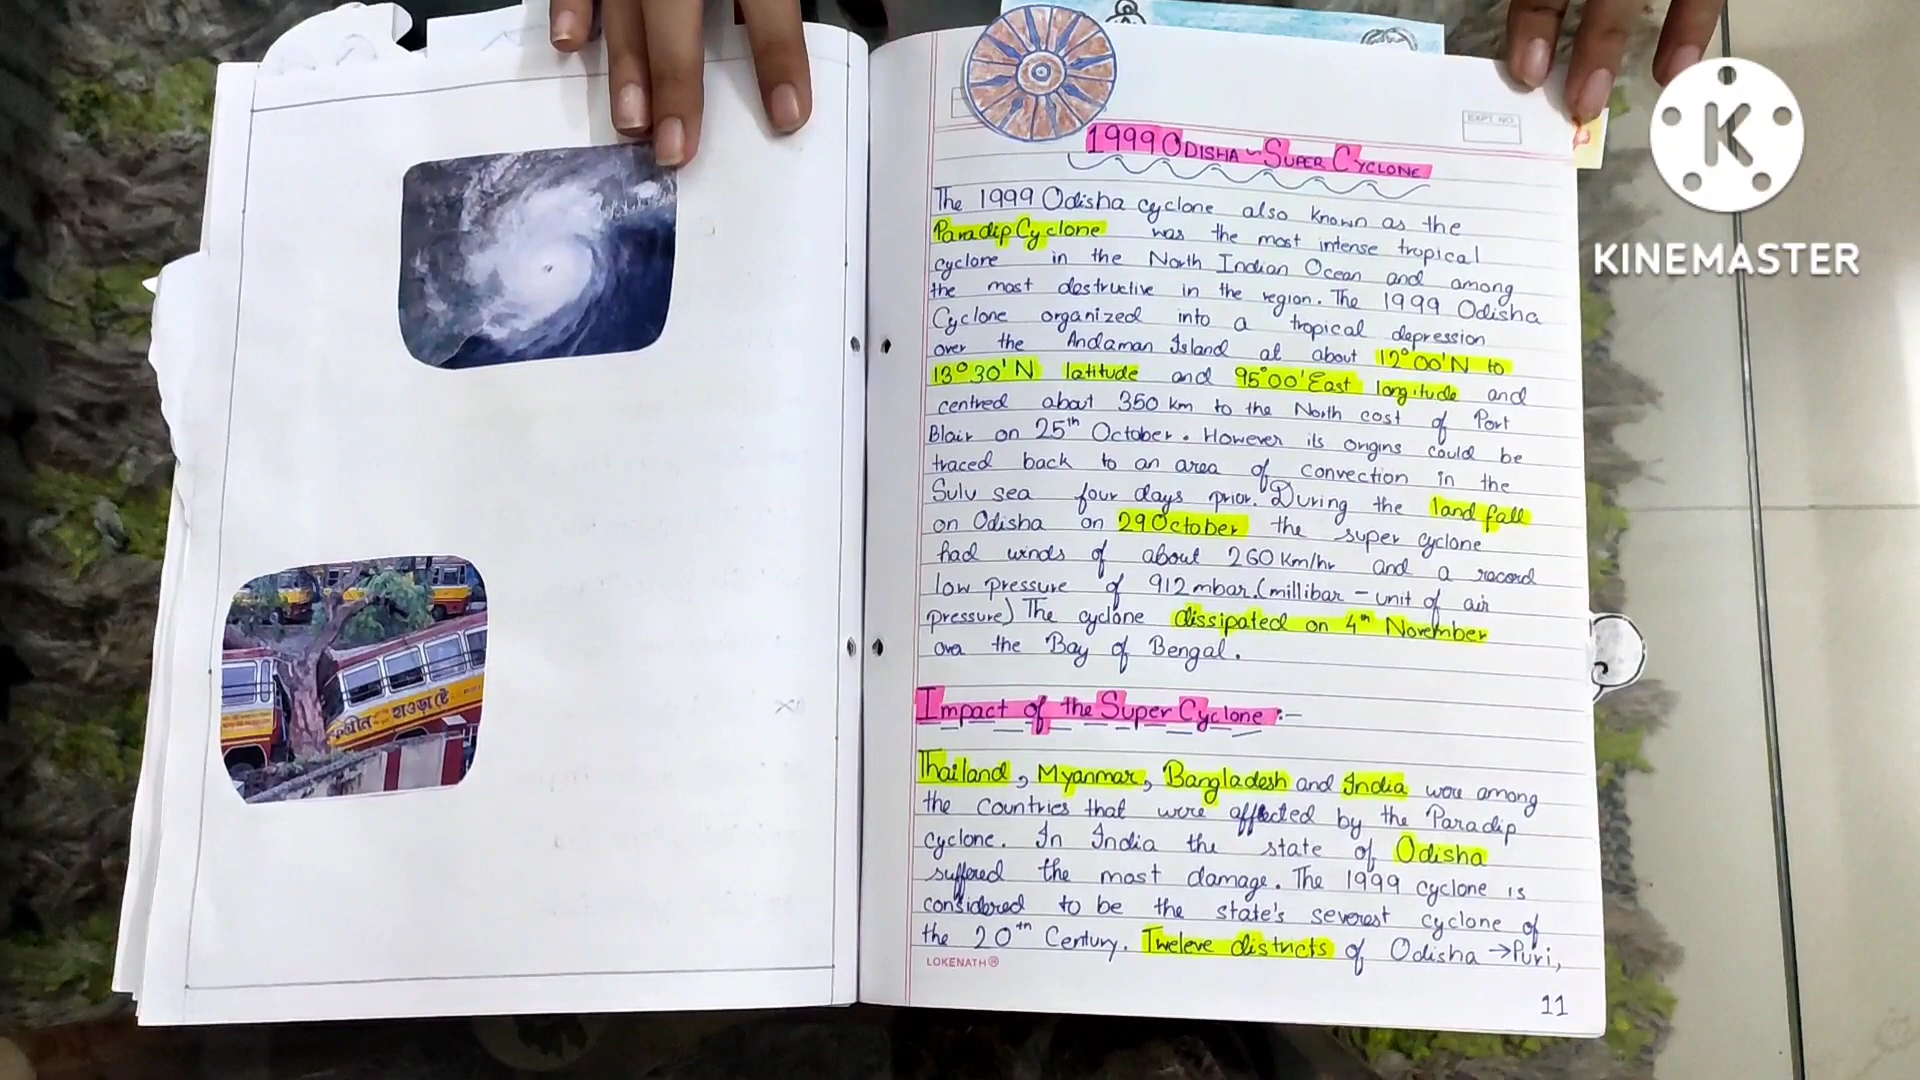 EXPT. NO.
1999 ODISHA - SUPER CYCLONE
The 1999 Odisha cyclone also known as the
Paradip Cyclone was the most intense tropical
cyclone in the North Indian Ocean and among
the most destructive in the region. The 1999 Odisha
Cyclone organized into a tropical depression
over the Andaman Island at about 12°00'N to
13°30'N latitude and 95°00'East longitude and
centred about 350 km to the North cost of Port
Blair on 25th October. However its origins could be
traced back to an area of convection in the
Sulu sea four days prior. During the land fall
on Odisha on 29 October the super cyclone
had winds of about 260 km/hr and a record
low pressure of 912 mbar. (millibar - unit of air
pressure) The cyclone dissipated on 4th November
over the Bay of Bengal.
Impact of the Super Cyclone :-
Thailand, Myanmar, Bangladesh and India were among
the countries that were affected by the Paradip
cyclone. In India the state of Odisha
suffered the most damage. The 1999 cyclone is
considered to be the state's severest cyclone of
the 20th Century. Tweleve districts of Odisha → Puri,
LOKENATH®
11
হাওড়া ষ্টে
K
KINEMASTER